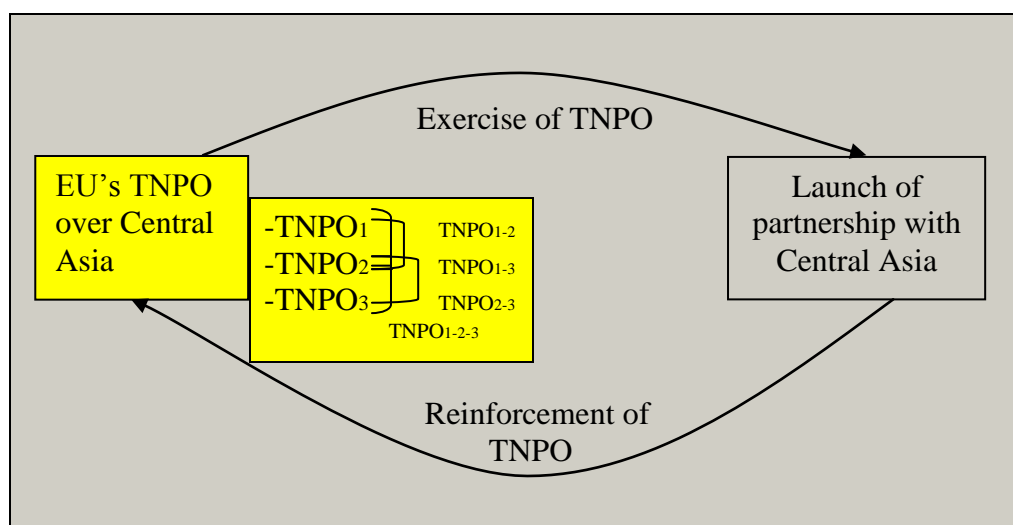 Exercise of TNPO
EU’s TNPO
over Central
Asia
-TNPO1
-TNPO2
-TNPO3
TNPO1-2
TNPO1-3
TNPO2-3
TNPO1-2-3
Launch of
partnership with
Central Asia
Reinforcement of
TNPO